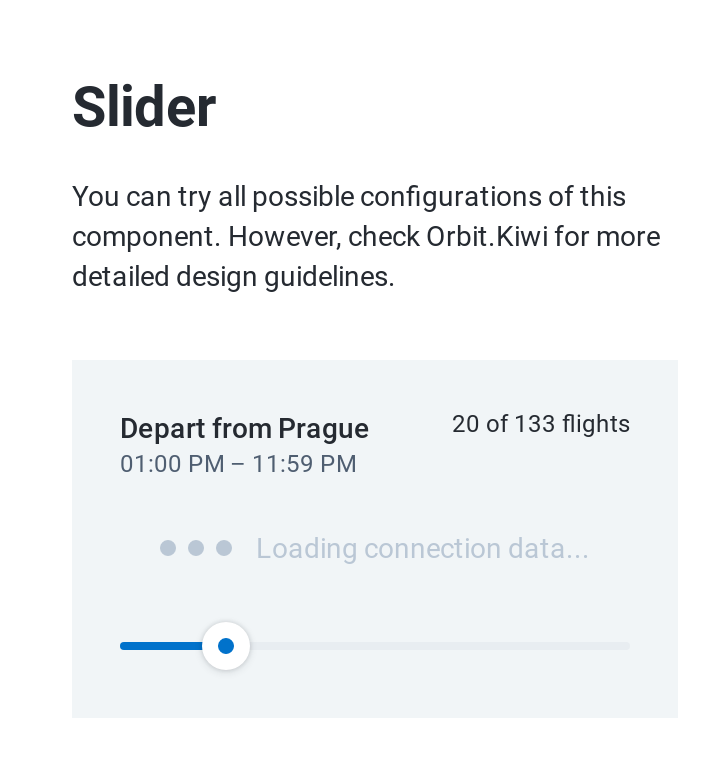 Slider
You can try all possible configurations of this
component. However, check Orbit.Kiwi for more
detailed design guidelines.
Depart from Prague
20 of 133 flights
01:00 PM – 11:59 PM
Loading connection data...